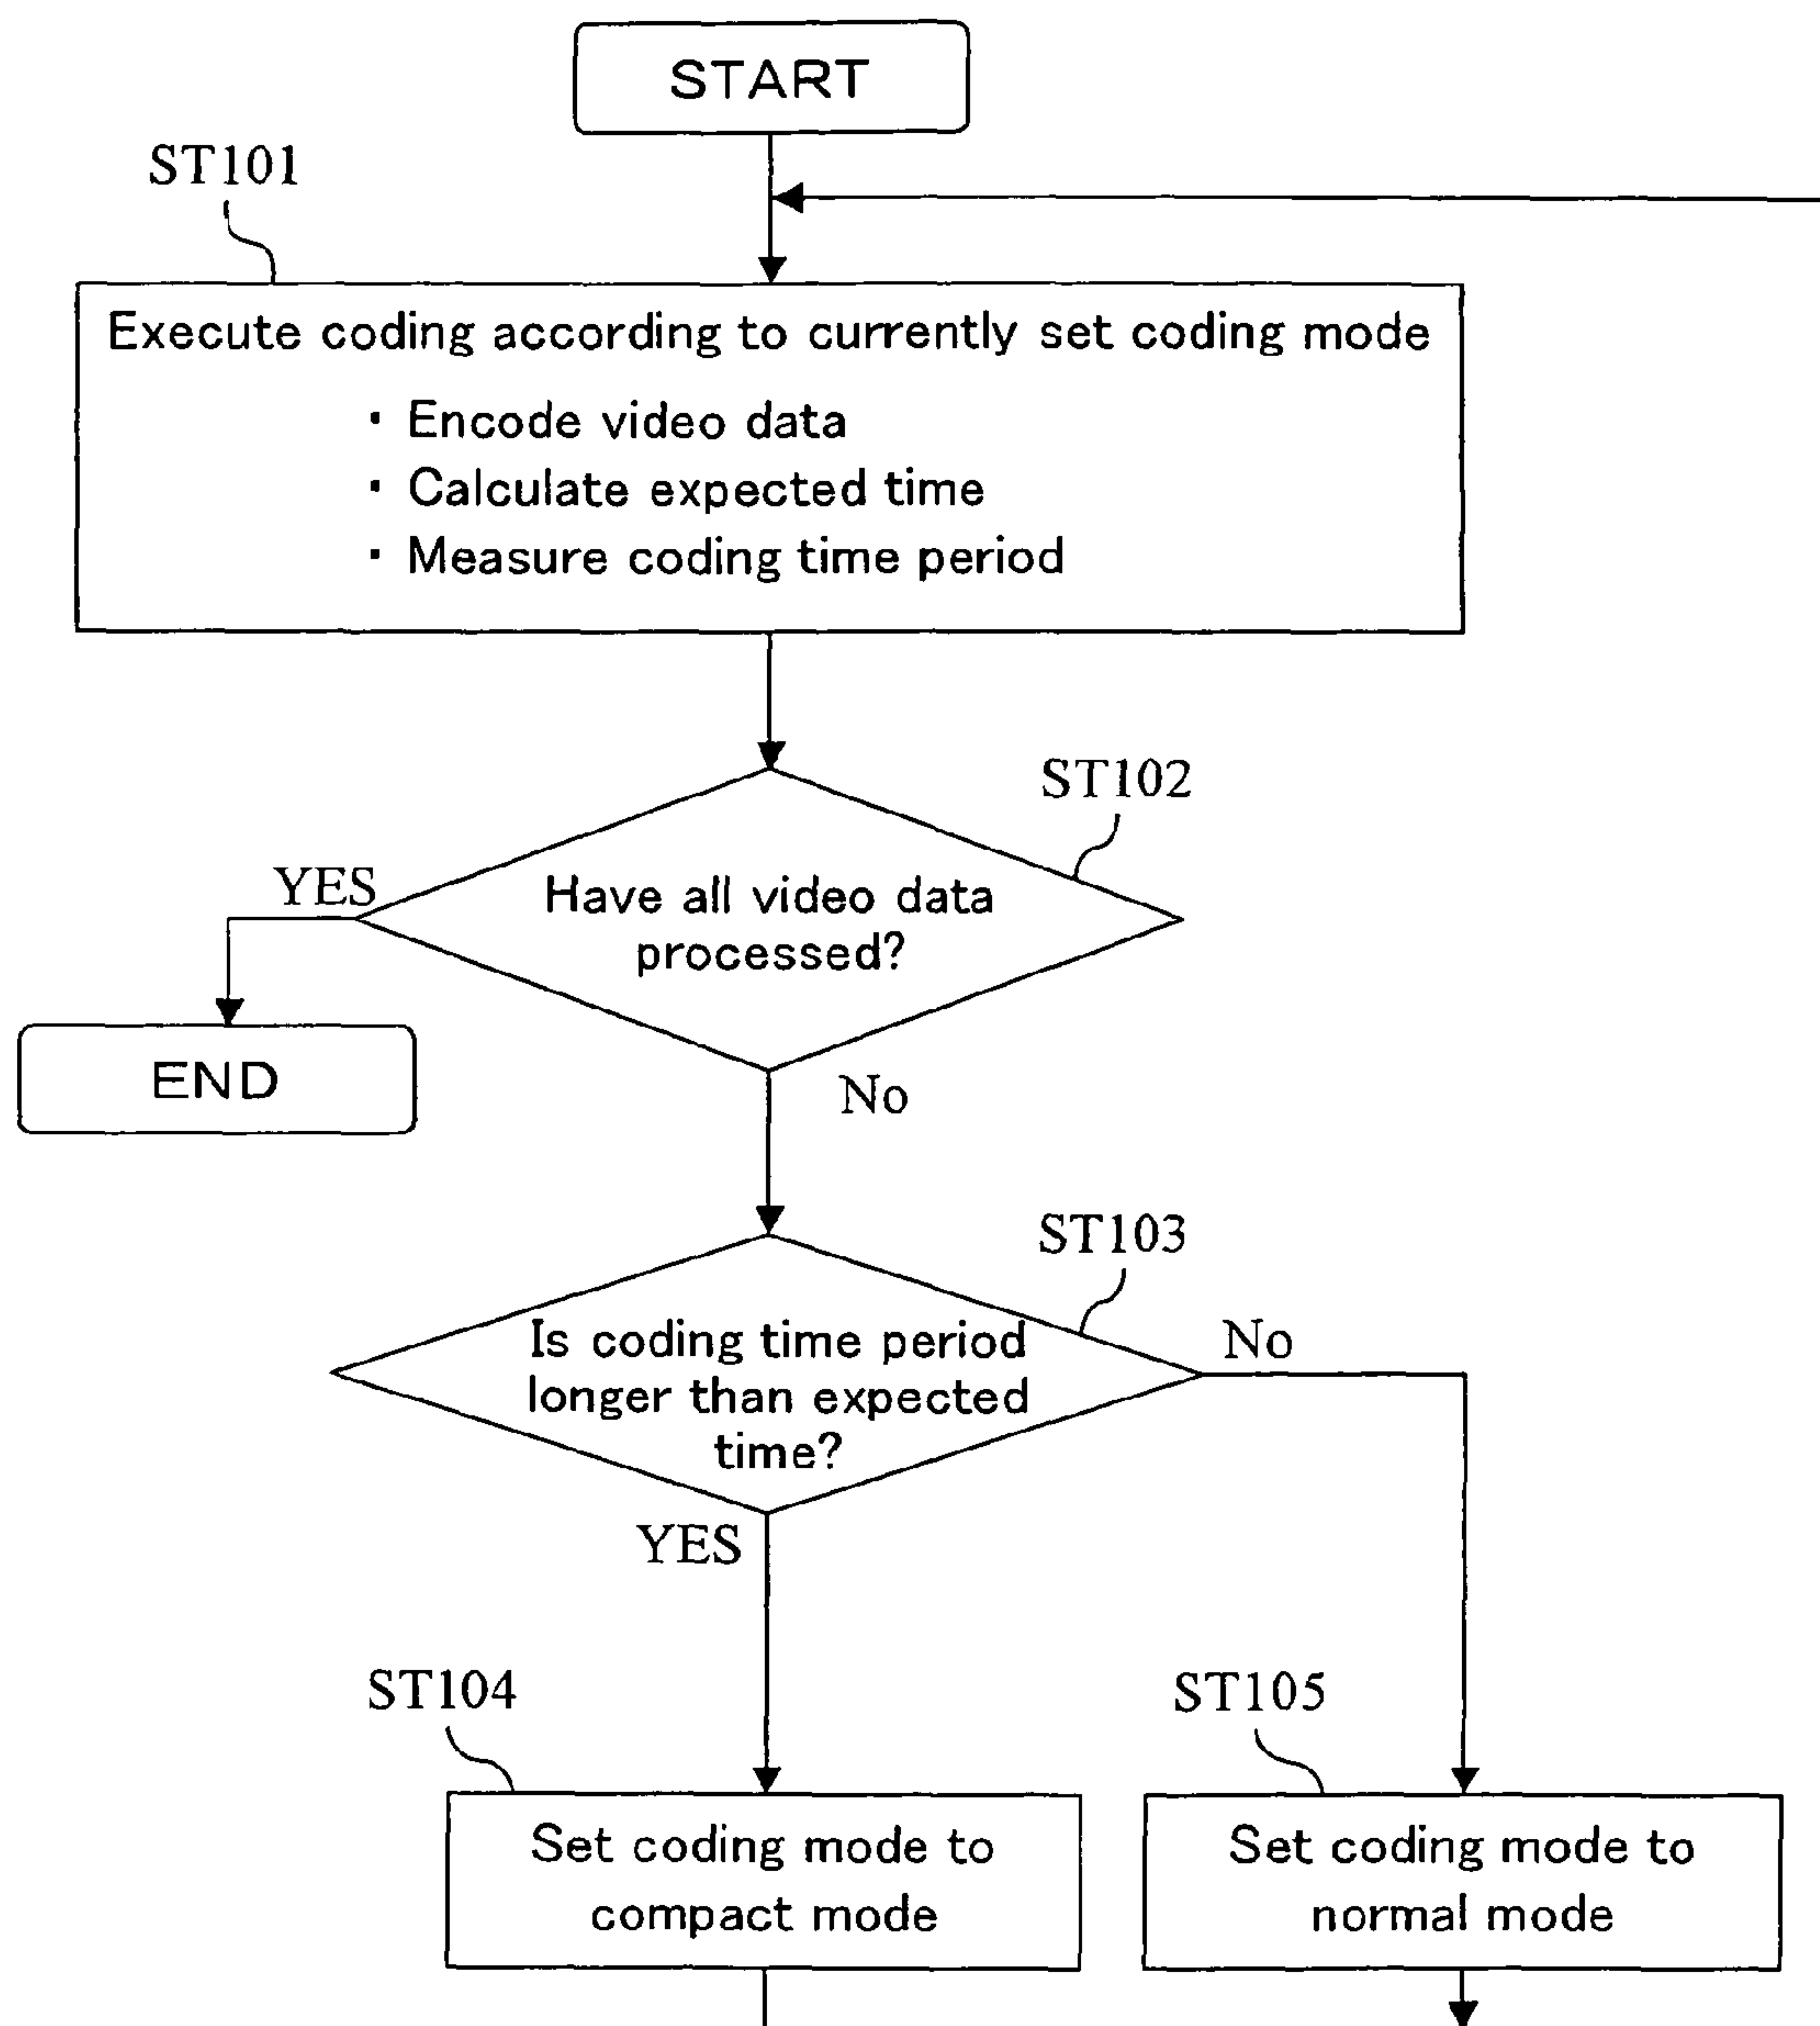 START
ST101
Execute coding according to currently set coding mode
・ Encode video data
・ Calculate expected time
・ Measure coding time period
ST102
YES
Have all video data
processed?
END
No
ST103
Is coding time period
longer than expected
time?
No
YES
ST104
ST105
Set coding mode to
compact mode
Set coding mode to
normal mode